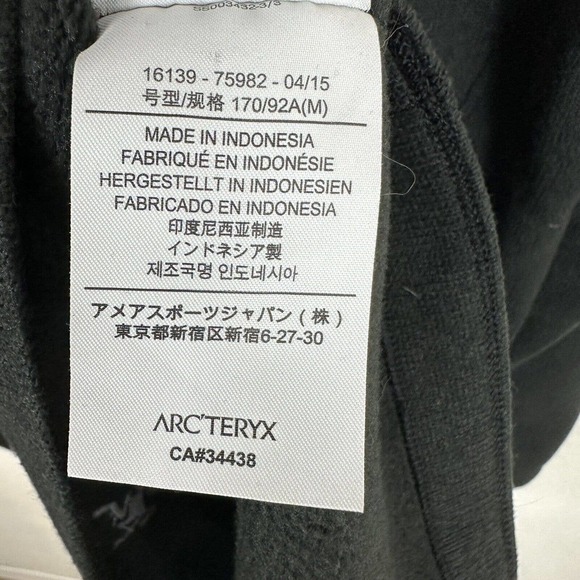 16139 - 75982 - 04/15
号型/规格 170/92A(M)
MADE IN INDONESIA
FABRIQUÉ EN INDONÉSIE
HERGESTELLT IN INDONESIEN
FABRICADO EN INDONESIA
印度尼西亚制造
インドネシア製
제조국명 인도네시아
アメアスポーツジャパン(株)
東京都新宿区新宿6-27-30
ARC'TERYX
CA#34438